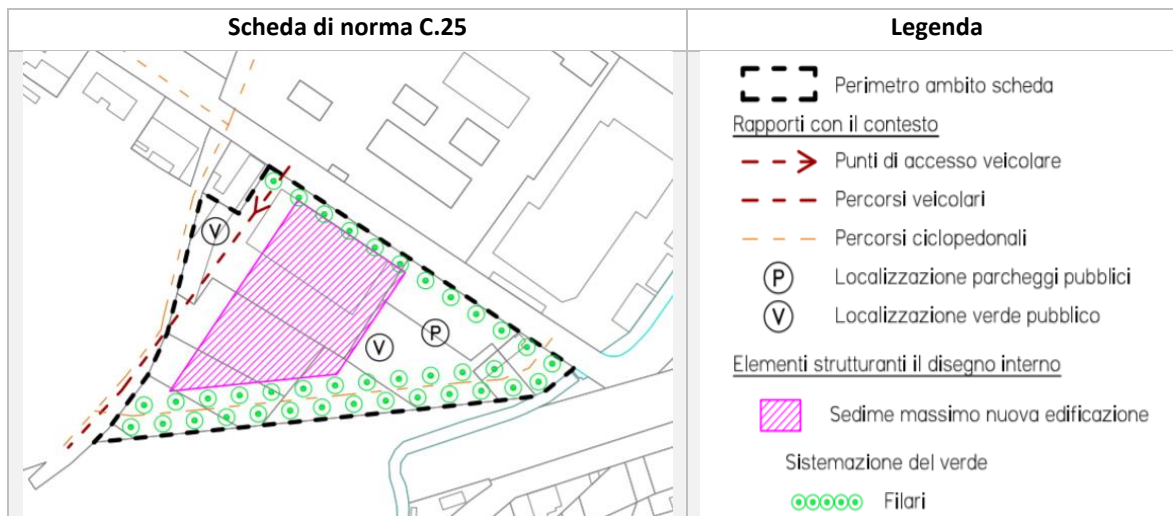 Scheda di norma C.25
Legenda
V
P
V
Perimetro ambito scheda
Rapporti con il contesto
Punti di accesso veicolare
Percorsi veicolari
Percorsi ciclopedonali
P Localizzazione parcheggi pubblici
V Localizzazione verde pubblico
Elementi strutturanti il disegno interno
Sedime massimo nuova edificazione
Sistemazione del verde
Filari